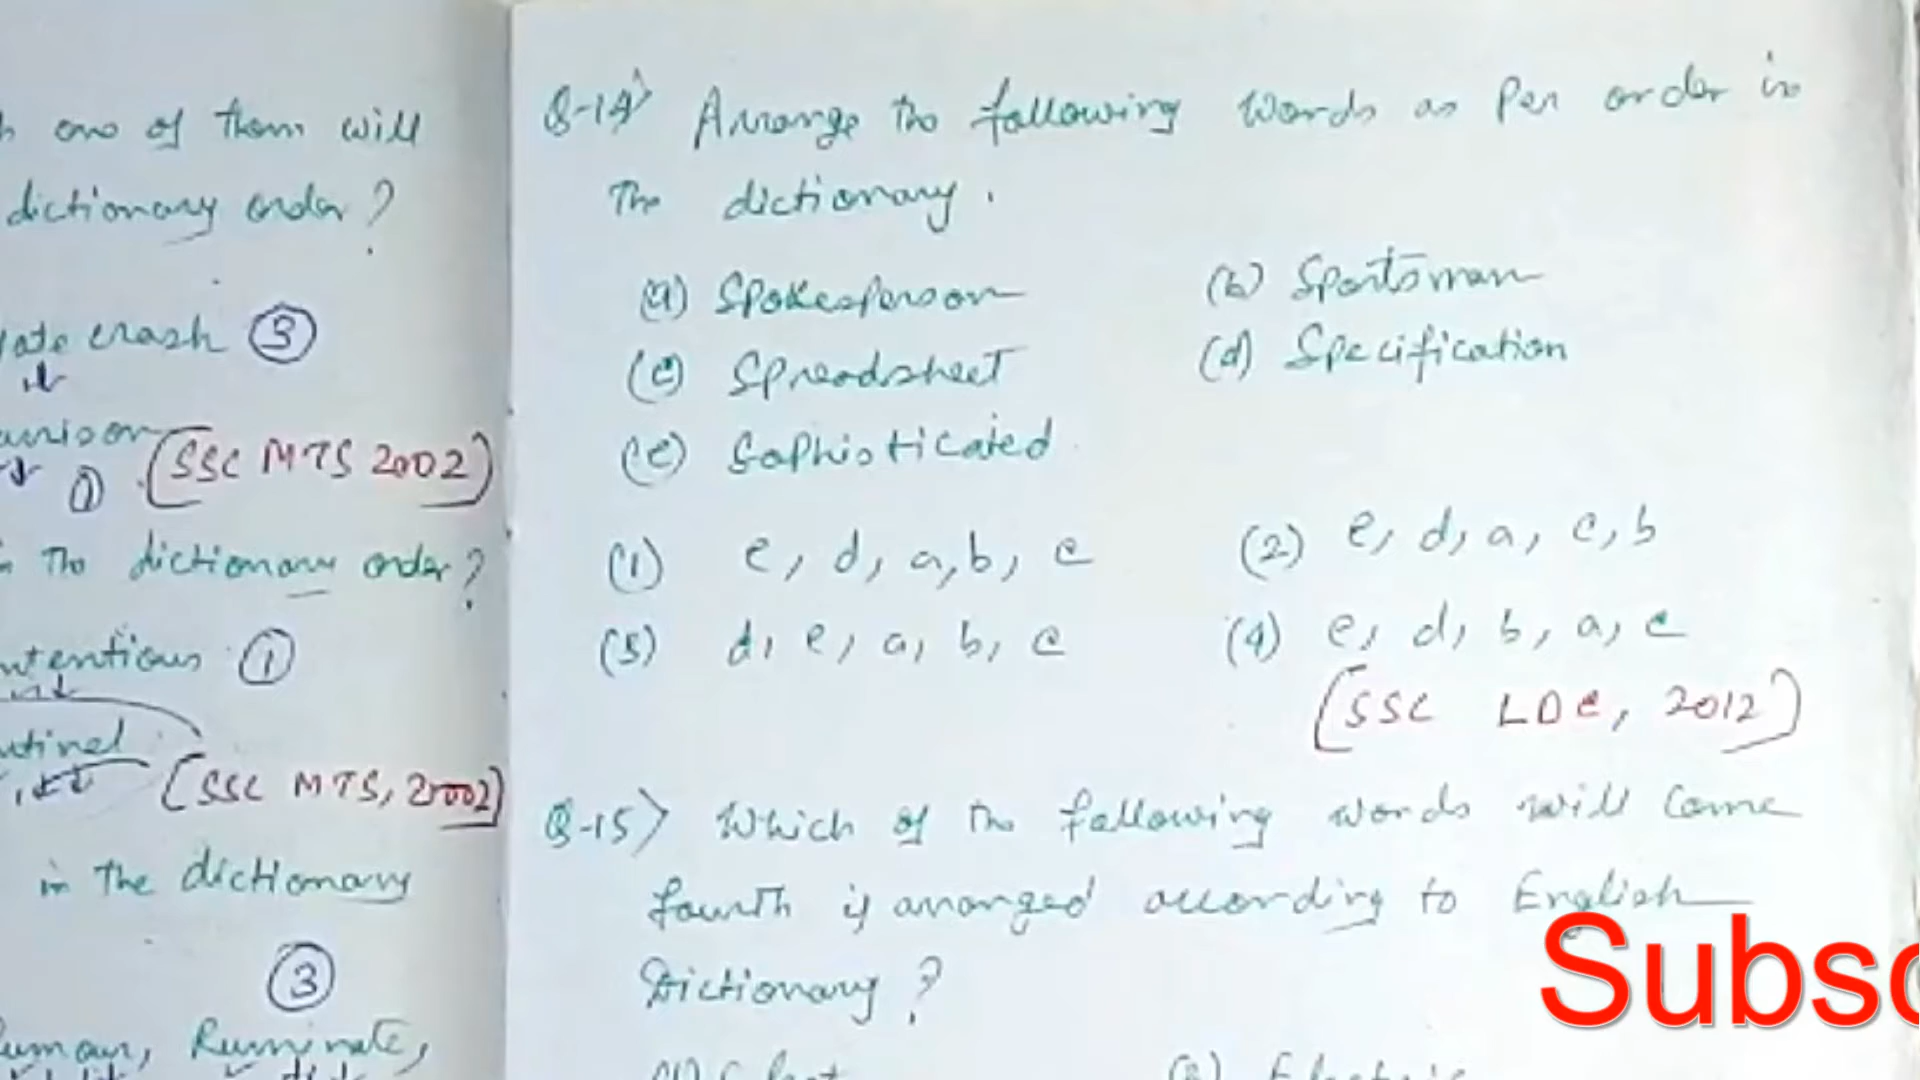 one of them will
dictionary order?
crash ③
(SSC MTS 2002)
①
The dictionary order?
①
[SSC MTS, 2002]
in the dictionary
③
Ruminate,
Q-14> Arrange the following words as Per order in
The dictionary.
(a) Spokesperson (b) Sportsman
(c) Spreadsheet (d) Specification
(e) Sophisticated
(1) e, d, a, b, c (2) e, d, a, c, b
(3) d, e, a, b, c (4) e, d, b, a, c
[SSC LDC, 2012]
Q-15> Which of the following words will Come
fourth if arranged according to English
Dictionary?
(2) Electric
Subsc